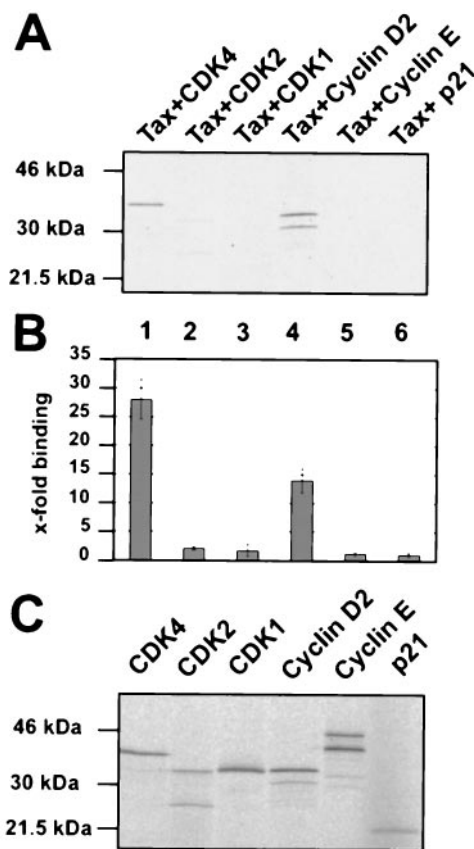 A
Tax+CDK4
Tax+CDK2
Tax+CDK1
Tax+Cyclin D2
Tax+Cyclin E
Tax+ p21
46 kDa
30 kDa
21.5 kDa
B
1 2 3 4 5 6
x-fold binding
35
30
25
20
15
10
5
0
C
CDK4
CDK2
CDK1
Cyclin D2
Cyclin E
p21
46 kDa
30 kDa
21.5 kDa